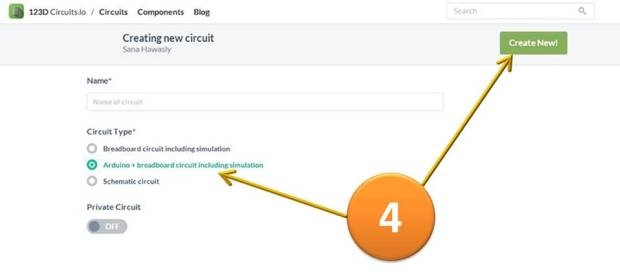 123D Circuits.io / Circuits Components Blog Search
Creating new circuit
Sana Hawasly
Create New!
Name*
Name of circuit
Circuit Type*
Breadboard circuit including simulation
Arduino + breadboard circuit including simulation
Schematic circuit
Private Circuit
OFF
4